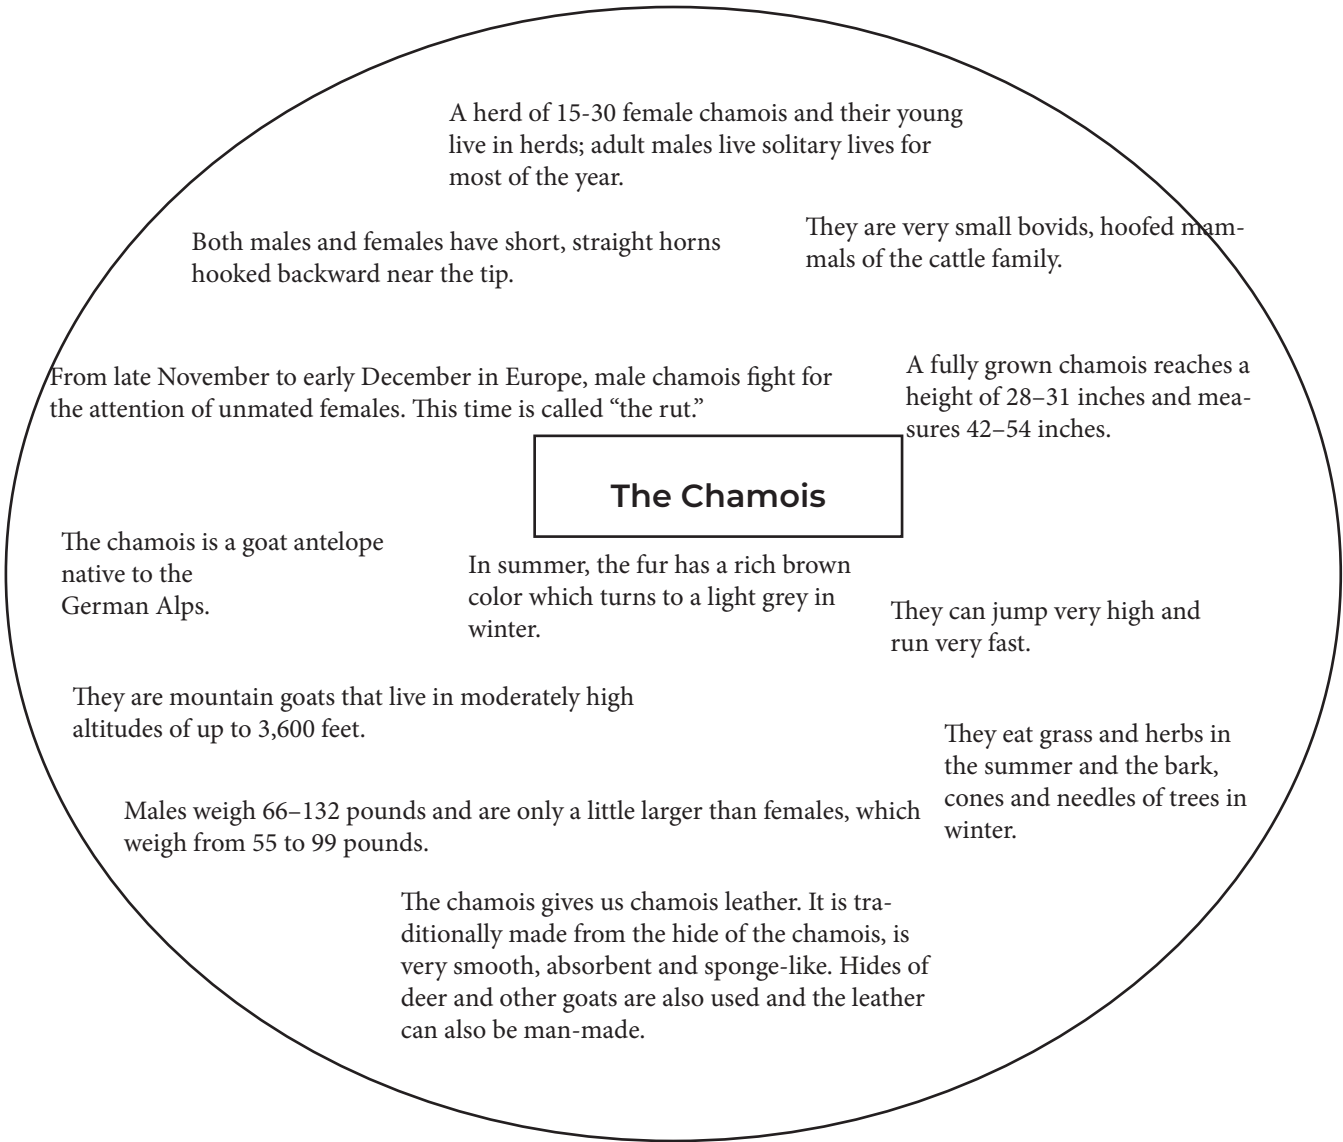 A herd of 15-30 female chamois and their young
live in herds; adult males live solitary lives for
most of the year.
Both males and females have short, straight horns
hooked backward near the tip.
They are very small bovids, hoofed mam-
mals of the cattle family.
From late November to early December in Europe, male chamois fight for
the attention of unmated females. This time is called “the rut.”
A fully grown chamois reaches a
height of 28–31 inches and mea-
sures 42–54 inches.
The Chamois
The chamois is a goat antelope
native to the
German Alps.
In summer, the fur has a rich brown
color which turns to a light grey in
winter.
They can jump very high and
run very fast.
They are mountain goats that live in moderately high
altitudes of up to 3,600 feet.
They eat grass and herbs in
the summer and the bark,
cones and needles of trees in
winter.
Males weigh 66–132 pounds and are only a little larger than females, which
weigh from 55 to 99 pounds.
The chamois gives us chamois leather. It is tra-
ditionally made from the hide of the chamois, is
very smooth, absorbent and sponge-like. Hides of
deer and other goats are also used and the leather
can also be man-made.